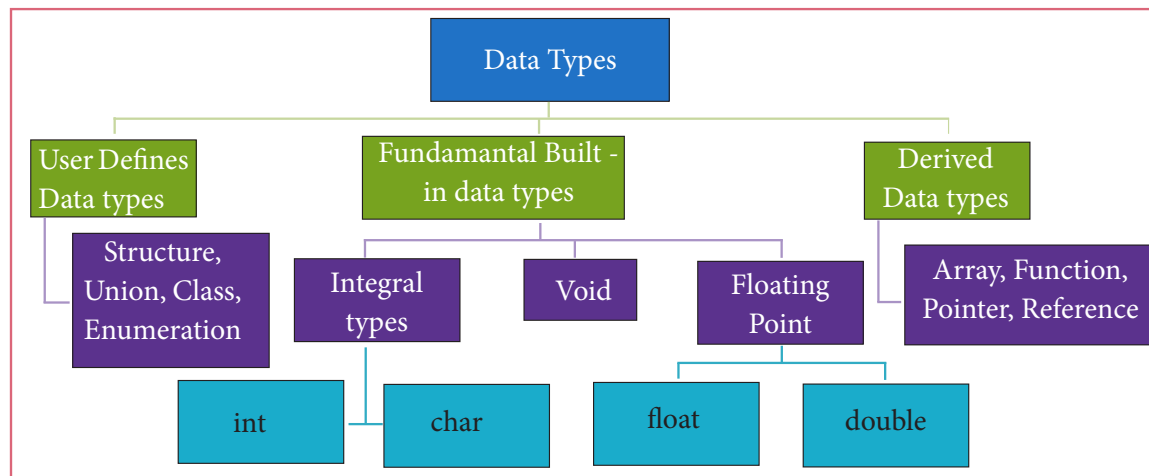 Data Types
User Defines
Data types
Fundamantal Built -
in data types
Derived
Data types
Structure,
Union, Class,
Enumeration
Integral
types
Void
Floating
Point
Array, Function,
Pointer, Reference
int
char
float
double